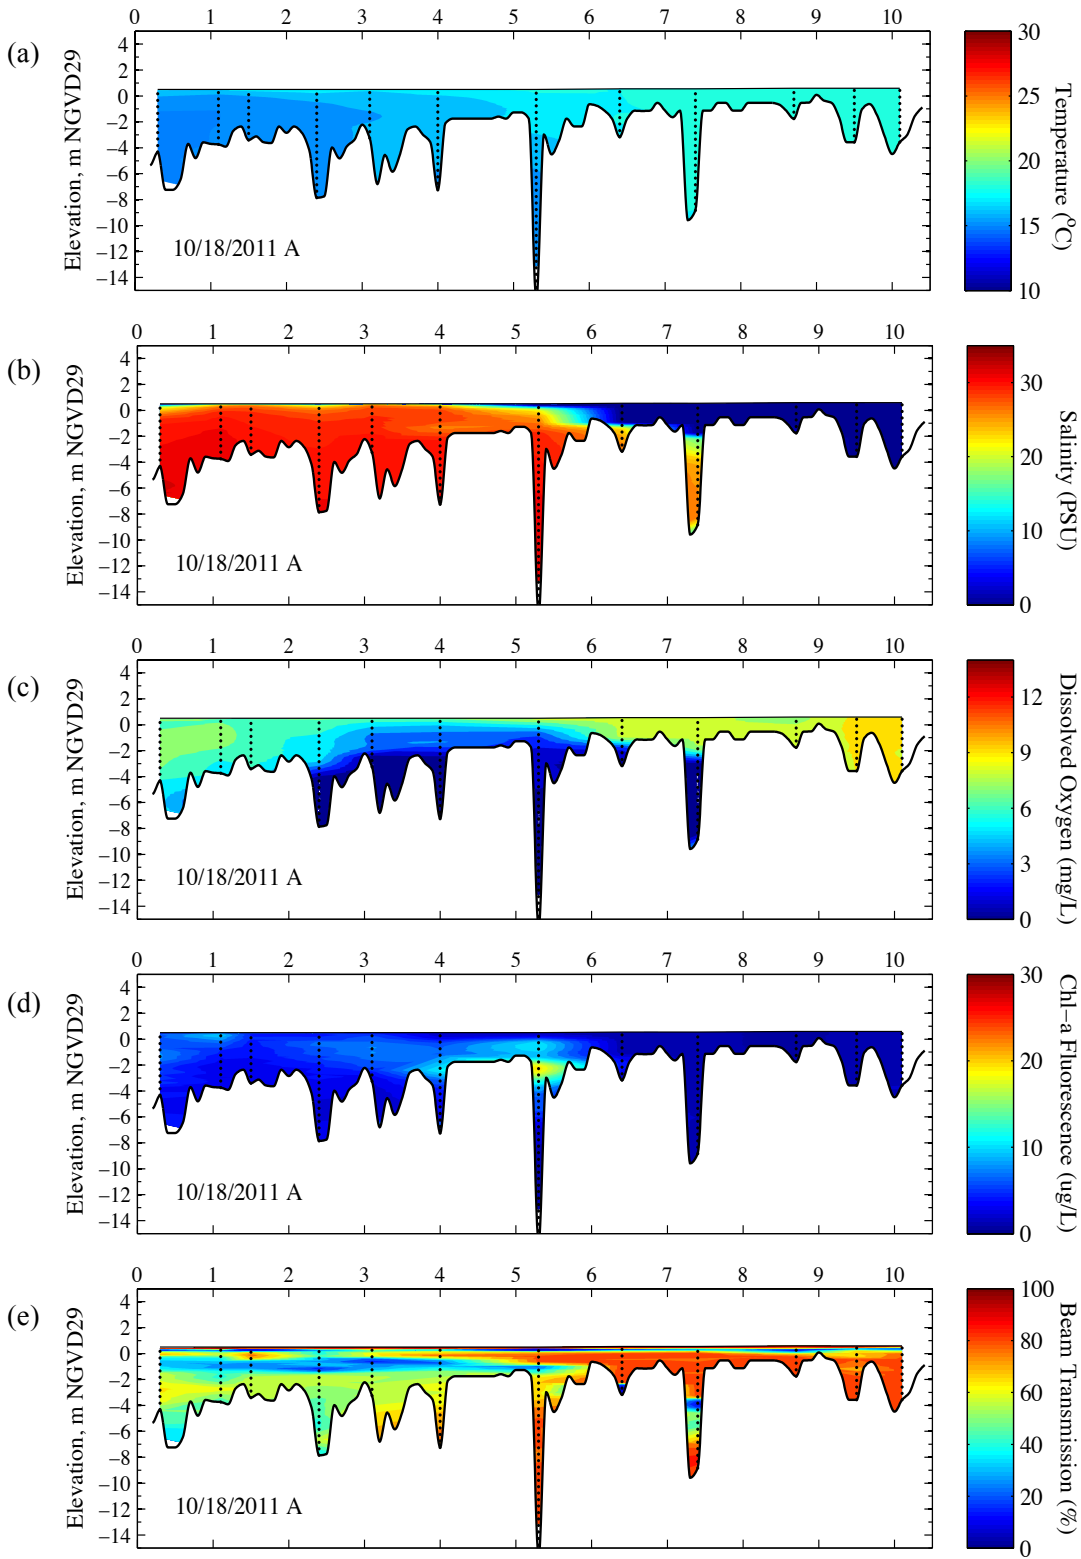 0 1 2 3 4 5 6 7 8 9 10
(a)
4
2
0
−2
−4
−6
−8
−10
−12
−14
Elevation, m NGVD29
10/18/2011 A
30
25
20
15
10
Temperature (°C)
0 1 2 3 4 5 6 7 8 9 10
(b)
4
2
0
−2
−4
−6
−8
−10
−12
−14
Elevation, m NGVD29
10/18/2011 A
30
20
10
0
Salinity (PSU)
0 1 2 3 4 5 6 7 8 9 10
(c)
4
2
0
−2
−4
−6
−8
−10
−12
−14
Elevation, m NGVD29
10/18/2011 A
12
9
6
3
0
Dissolved Oxygen (mg/L)
0 1 2 3 4 5 6 7 8 9 10
(d)
4
2
0
−2
−4
−6
−8
−10
−12
−14
Elevation, m NGVD29
10/18/2011 A
30
20
10
0
Chl−a Fluorescence (ug/L)
0 1 2 3 4 5 6 7 8 9 10
(e)
4
2
0
−2
−4
−6
−8
−10
−12
−14
Elevation, m NGVD29
10/18/2011 A
100
80
60
40
20
0
Beam Transmission (%)